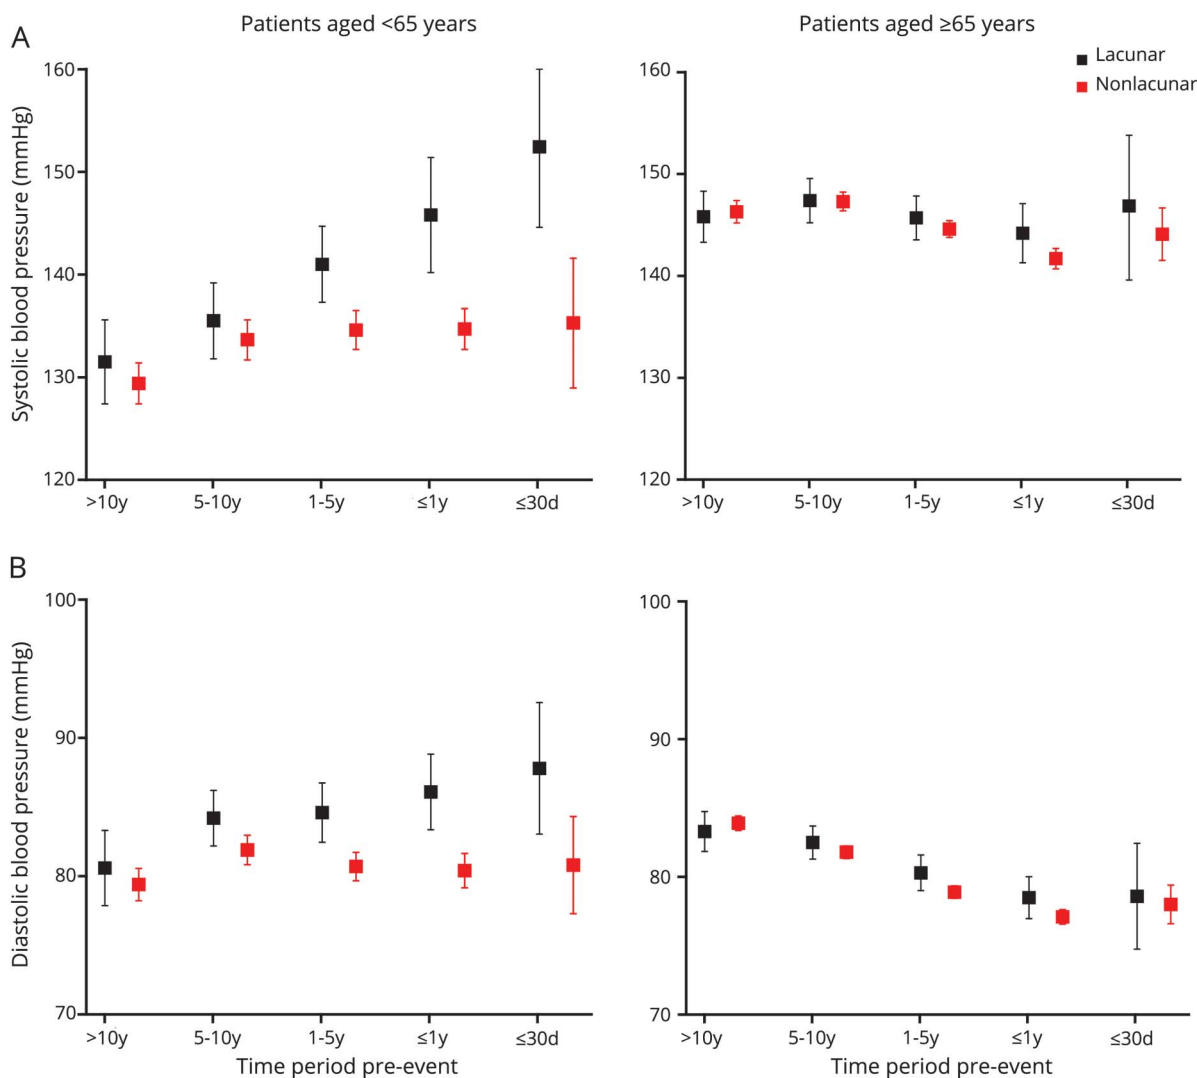 Patients aged <65 years
Patients aged ≥65 years
A
Lacunar
Nonlacunar
Systolic blood pressure (mmHg)
160
150
140
130
120
>10y
5-10y
1-5y
≤1y
≤30d
160
150
140
130
120
>10y
5-10y
1-5y
≤1y
≤30d
B
Diastolic blood pressure (mmHg)
100
90
80
70
>10y
5-10y
1-5y
≤1y
≤30d
Time period pre-event
100
90
80
70
>10y
5-10y
1-5y
≤1y
≤30d
Time period pre-event